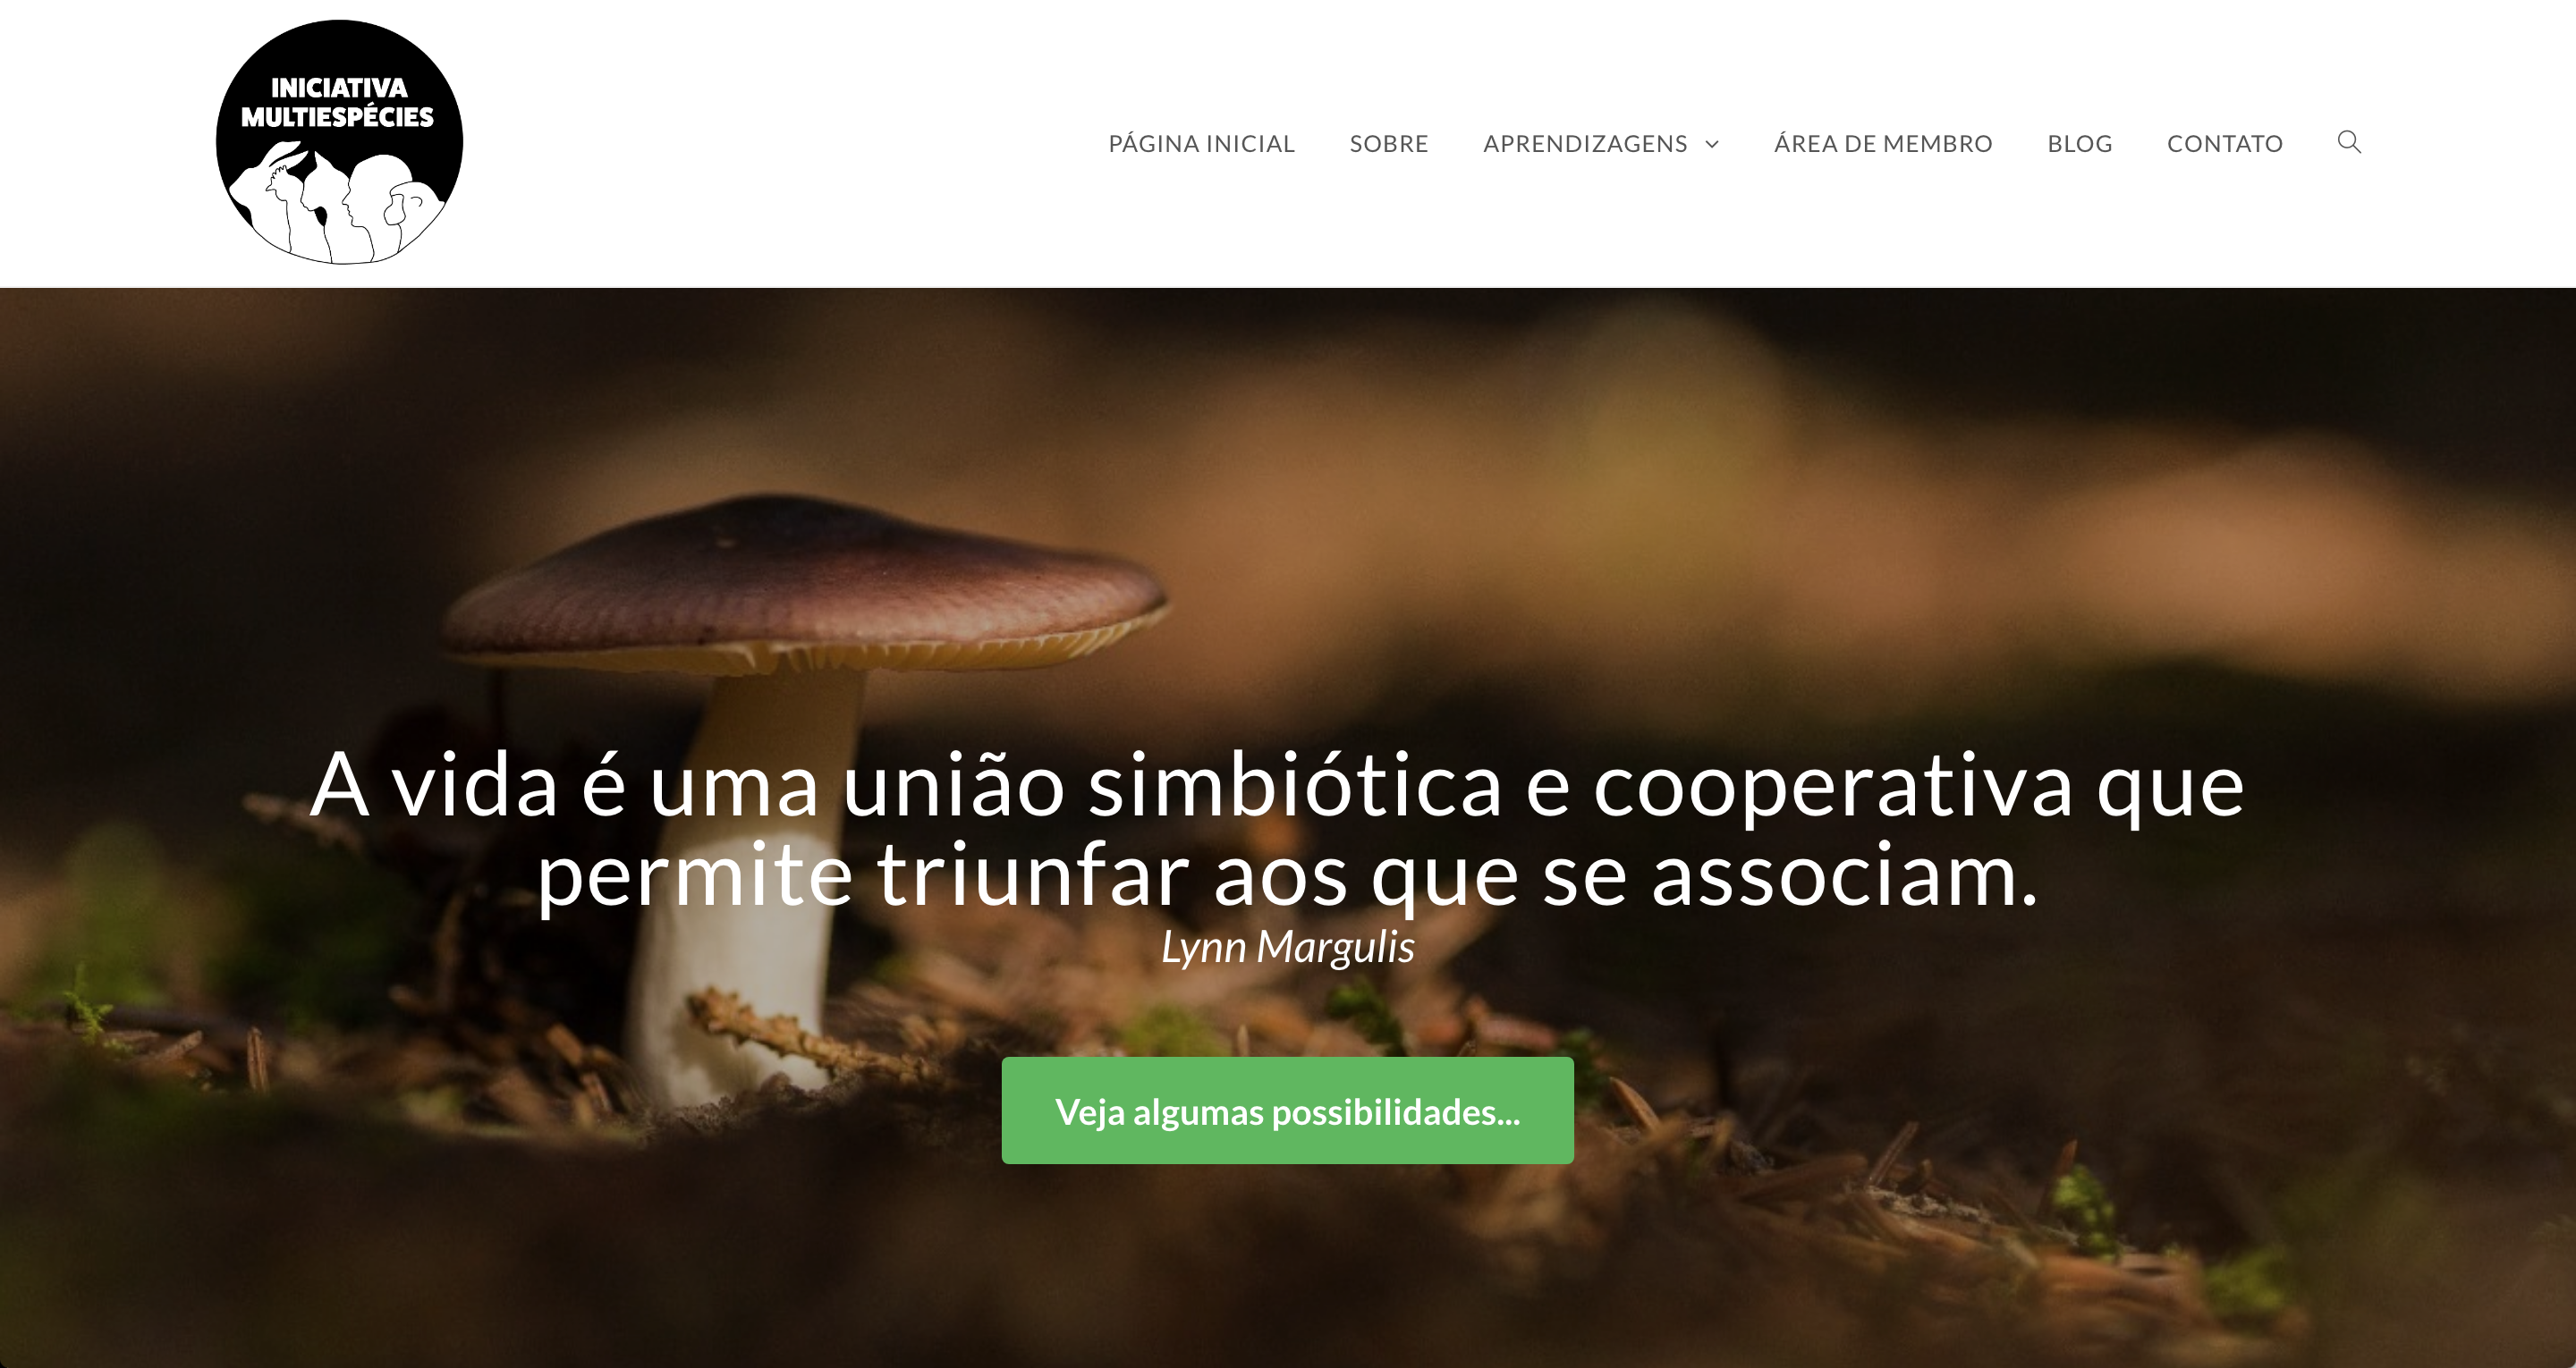 INICIATIVA
MULTIESPÉCIES
PÁGINA INICIAL SOBRE APRENDIZAGENS ÁREA DE MEMBRO BLOG CONTATO
A vida é uma união simbiótica e cooperativa que
permite triunfar aos que se associam.
Lynn Margulis
Veja algumas possibilidades...